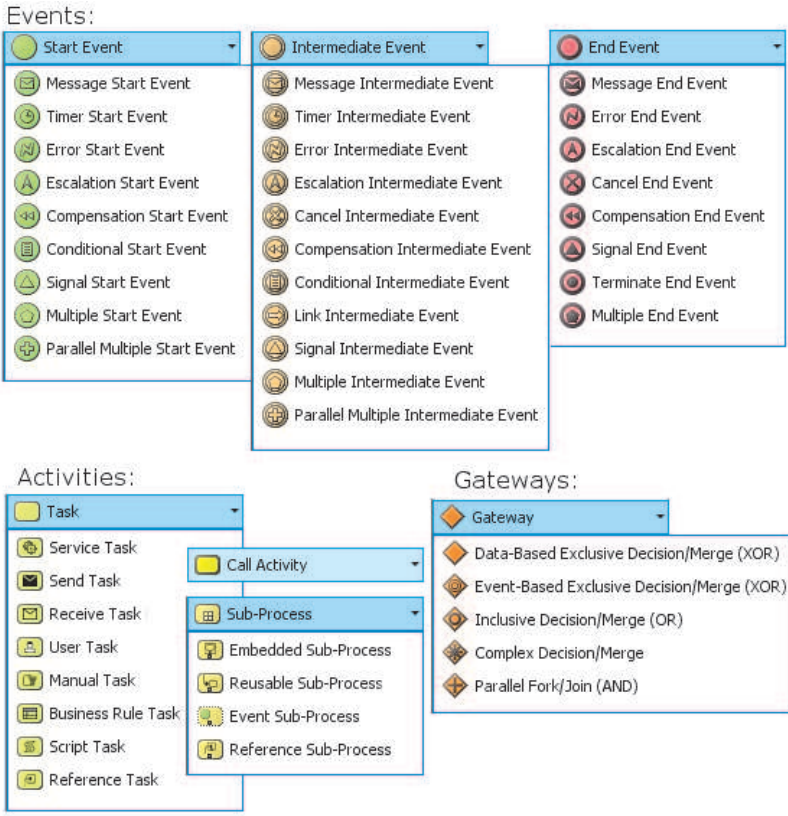 Events:
Start Event
Message Start Event
Timer Start Event
Error Start Event
Escalation Start Event
Compensation Start Event
Conditional Start Event
Signal Start Event
Multiple Start Event
Parallel Multiple Start Event
Intermediate Event
Message Intermediate Event
Timer Intermediate Event
Error Intermediate Event
Escalation Intermediate Event
Cancel Intermediate Event
Compensation Intermediate Event
Conditional Intermediate Event
Link Intermediate Event
Signal Intermediate Event
Multiple Intermediate Event
Parallel Multiple Intermediate Event
End Event
Message End Event
Error End Event
Escalation End Event
Cancel End Event
Compensation End Event
Signal End Event
Terminate End Event
Multiple End Event
Activities:
Task
Service Task
Send Task
Receive Task
User Task
Manual Task
Business Rule Task
Script Task
Reference Task
Call Activity
Sub-Process
Embedded Sub-Process
Reusable Sub-Process
Event Sub-Process
Reference Sub-Process
Gateways:
Gateway
Data-Based Exclusive Decision/Merge (XOR)
Event-Based Exclusive Decision/Merge (XOR)
Inclusive Decision/Merge (OR)
Complex Decision/Merge
Parallel Fork/Join (AND)